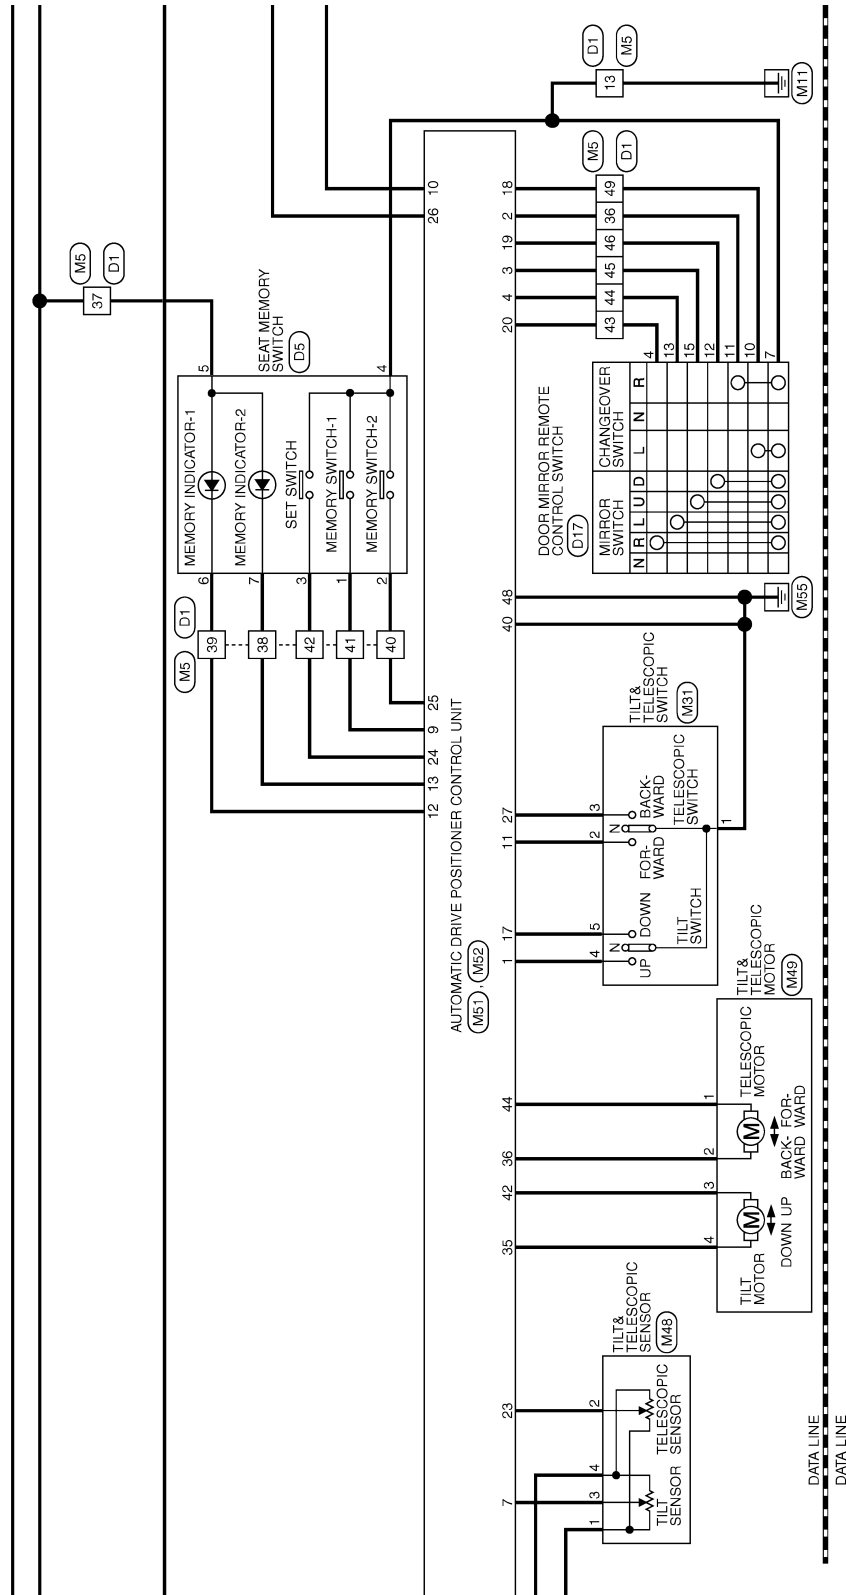 M5
37
D1
SEAT MEMORY
SWITCH
D5
5
4
MEMORY INDICATOR-1
MEMORY INDICATOR-2
SET SWITCH
MEMORY SWITCH-1
MEMORY SWITCH-2
6
7
3
1
2
M5
D1
39
38
42
41
40
12
13
24
9
25
26
10
AUTOMATIC DRIVE POSITIONER CONTROL UNIT
M51 , M52
7
23
35
42
36
44
1
17
11
27
40
48
20
4
3
19
2
18
M5
D1
43
44
45
46
36
49
D1
M5
13
M11
DOOR MIRROR REMOTE
CONTROL SWITCH
D17
MIRROR
SWITCH
CHANGEOVER
SWITCH
N
R
L
U
D
L
N
R
4
13
15
12
11
10
7
M55
TILT&
TELESCOPIC
SWITCH
M31
4
5
2
3
UP
N
DOWN
FOR-
WARD
N
BACK-
WARD
TILT
SWITCH
TELESCOPIC
SWITCH
1
TILT&
TELESCOPIC
MOTOR
M49
4
3
2
1
TILT
MOTOR
M
DOWN UP
TELESCOPIC
MOTOR
M
BACK-
WARD
FOR-
WARD
TILT&
TELESCOPIC
SENSOR
M48
1
3
4
2
TILT
SENSOR
TELESCOPIC
SENSOR
DATA LINE
DATA LINE